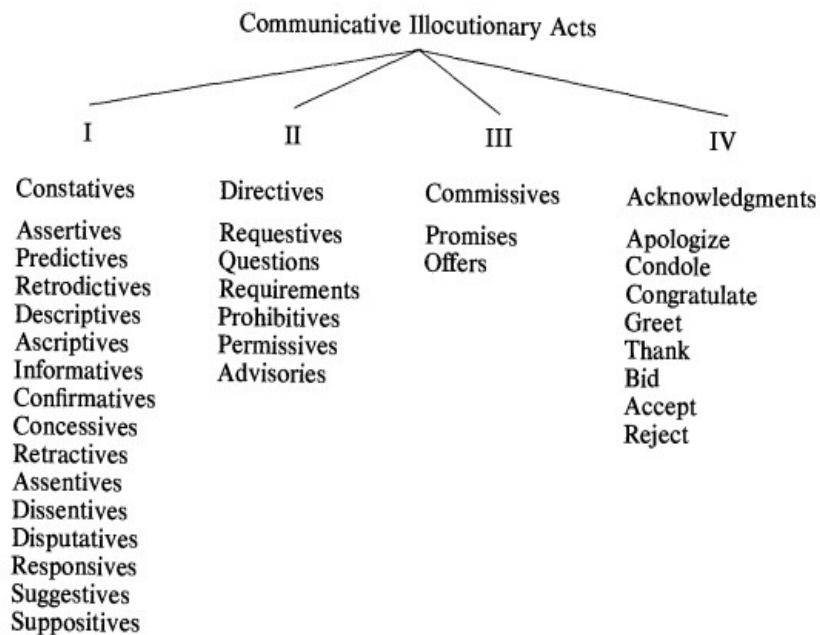 Communicative Illocutionary Acts
I
II
III
IV
Constatives
Assertives
Predictives
Retrodictives
Descriptives
Ascriptives
Informatives
Confirmatives
Concessives
Retractives
Assentives
Dissentives
Disputatives
Responsives
Suggestives
Suppositives
Directives
Requestives
Questions
Requirements
Prohibitives
Permissives
Advisories
Commissives
Promises
Offers
Acknowledgments
Apologize
Condole
Congratulate
Greet
Thank
Bid
Accept
Reject